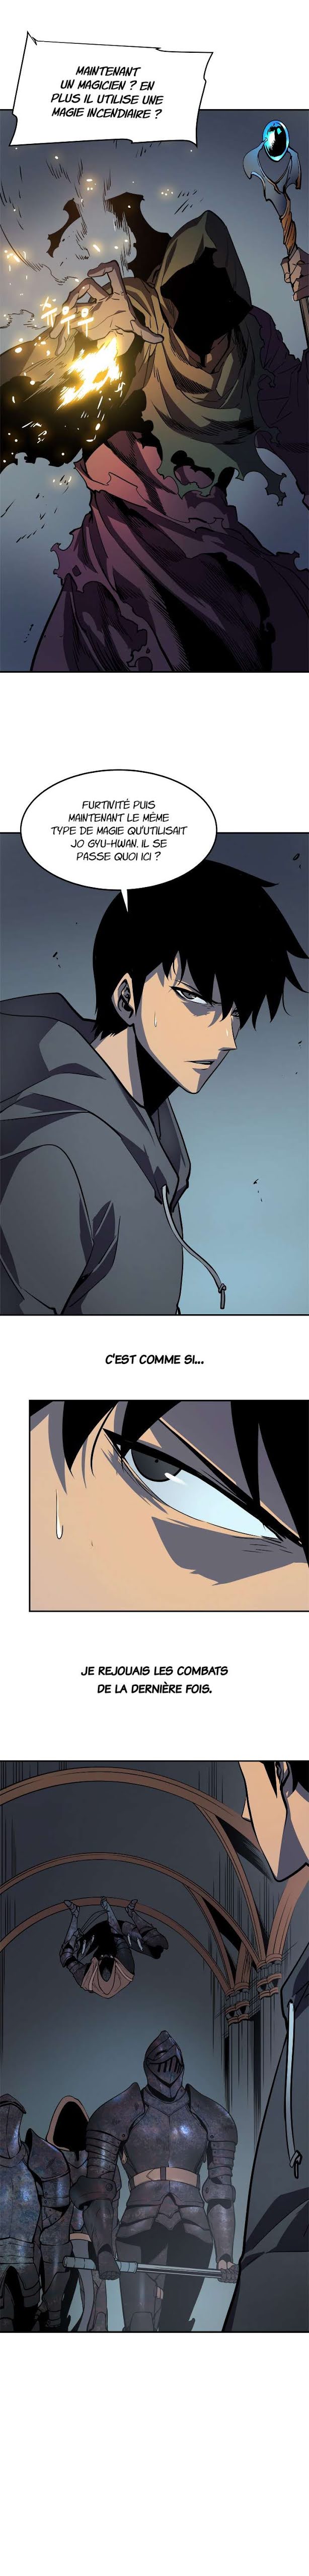 MAINTENANT
UN MAGICIEN ? EN
PLUS IL UTILISE UNE
MAGIE INCENDIAIRE ?
FURTIVITÉ PUIS
MAINTENANT LE MÊME
TYPE DE MAGIE QU'UTILISAIT
JO GYU-HWAN. IL SE
PASSE QUOI ICI ?
C'EST COMME SI...
JE REJOUAIS LES COMBATS
DE LA DERNIÈRE FOIS.